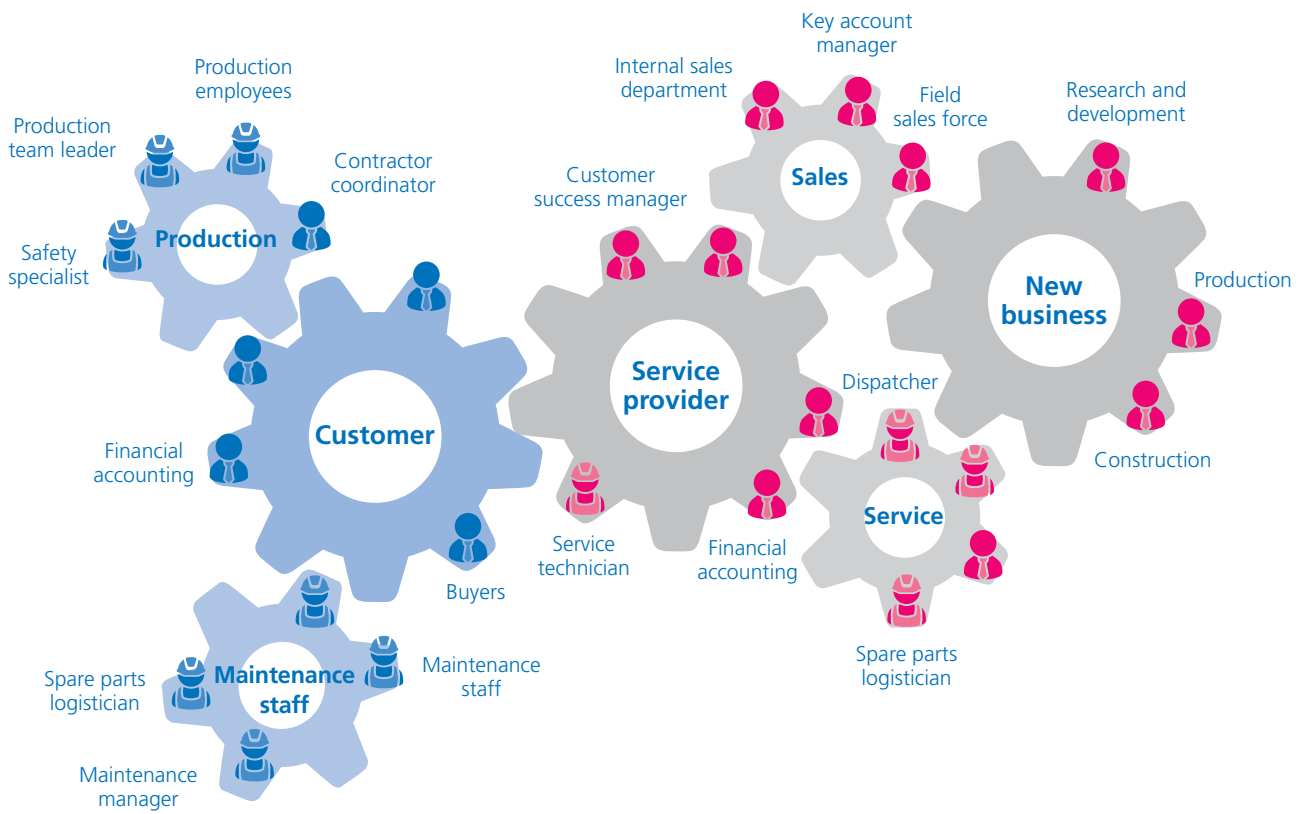 Key account
manager
Internal sales
department
Field
sales force
Research and
development
Production
employees
Production
team leader
Contractor
coordinator
Customer
success manager
Sales
Production
Safety
specialist
New
business
Production
Service
provider
Dispatcher
Customer
Financial
accounting
Construction
Service
Service
technician
Financial
accounting
Buyers
Maintenance
staff
Spare parts
logistician
Maintenance
staff
Spare parts
logistician
Maintenance
manager